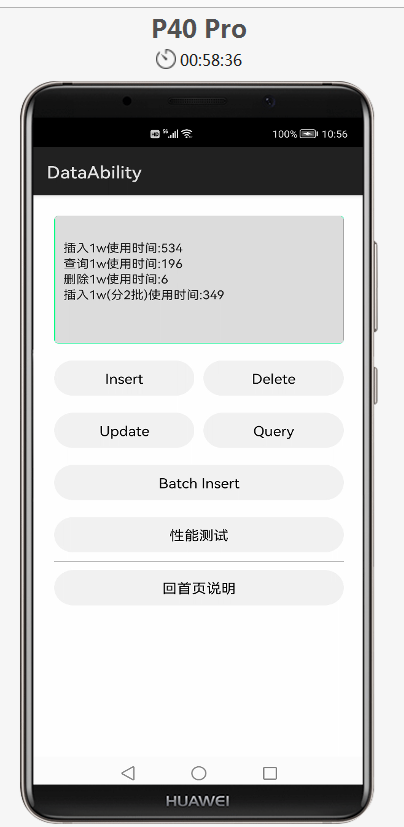 P40 Pro
00:58:36
HD 5G 100% 10:56
DataAbility
插入1w使用时间:534
查询1w使用时间:196
删除1w使用时间:6
插入1w(分2批)使用时间:349
Insert Delete
Update Query
Batch Insert
性能测试
回首页说明
HUAWEI